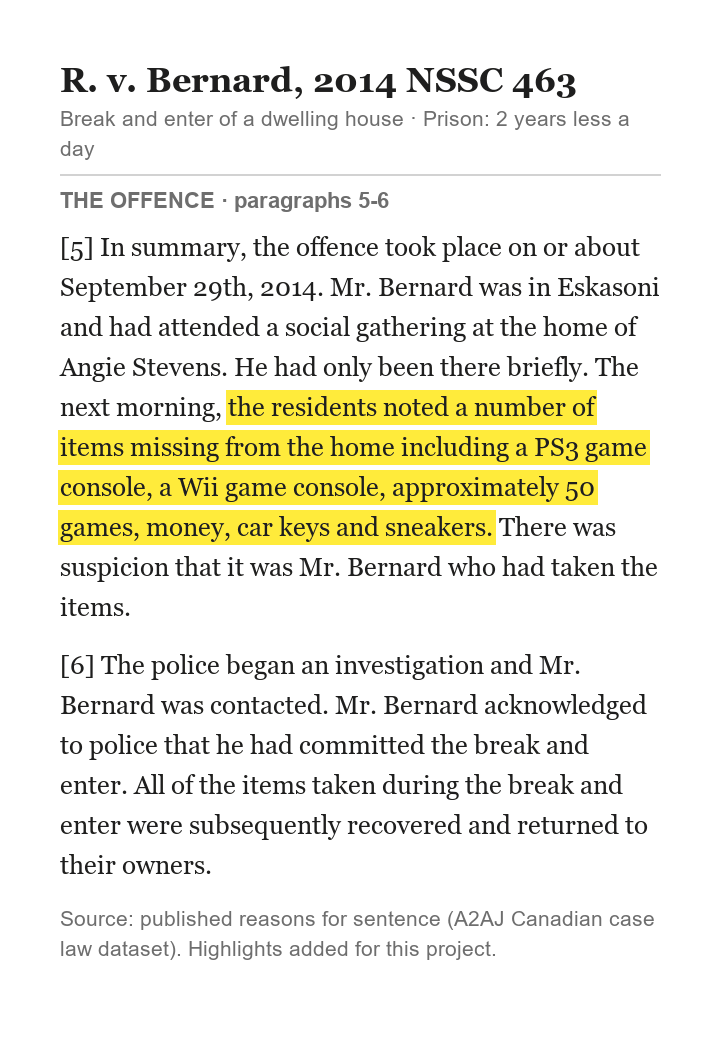 R. v. Bernard, 2014 NSSC 463
Break and enter of a dwelling house · Prison: 2 years less a
day
THE OFFENCE · paragraphs 5-6
[5] In summary, the offence took place on or about
September 29th, 2014. Mr. Bernard was in Eskasoni
and had attended a social gathering at the home of
Angie Stevens. He had only been there briefly. The
next morning, the residents noted a number of
items missing from the home including a PS3 game
console, a Wii game console, approximately 50
games, money, car keys and sneakers. There was
suspicion that it was Mr. Bernard who had taken the
items.
[6] The police began an investigation and Mr.
Bernard was contacted. Mr. Bernard acknowledged
to police that he had committed the break and
enter. All of the items taken during the break and
enter were subsequently recovered and returned to
their owners.
Source: published reasons for sentence (A2AJ Canadian case
law dataset). Highlights added for this project.